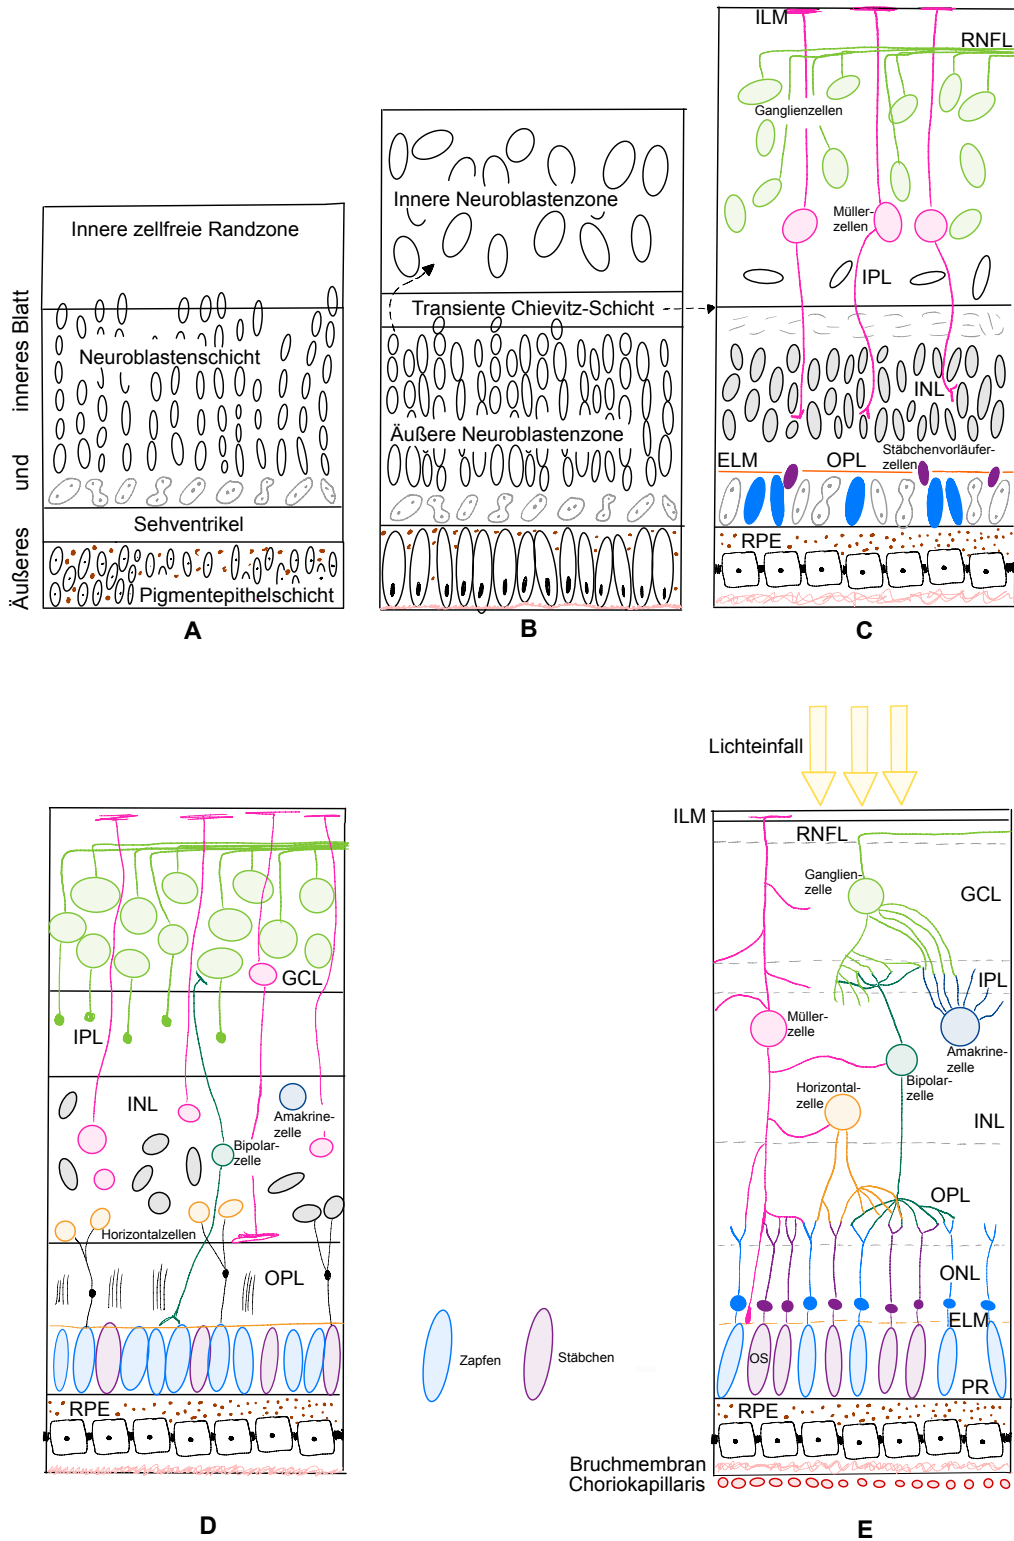 Innere zellfreie Randzone
Neuroblastenschicht
Sehventrikel
Pigmentepithelschicht
Äußeres und inneres Blatt
A
Innere Neuroblastenzone
Transiente Chievitz-Schicht
Äußere Neuroblastenzone
B
ILM
RNFL
Ganglienzellen
Müller-
zellen
IPL
INL
Stäbchenvorläufer-
zellen
ELM
OPL
RPE
C
GCL
IPL
INL
Amakrine-
zelle
Bipolar-
zelle
Horizontalzellen
OPL
RPE
D
Zapfen
Stäbchen
Lichteinfall
ILM
RNFL
Ganglien-
zelle
GCL
IPL
Müller-
zelle
Amakrine-
zelle
Bipolar-
zelle
Horizontal-
zelle
INL
OPL
ONL
ELM
OS
PR
RPE
Bruchmembran
Choriokapillaris
E